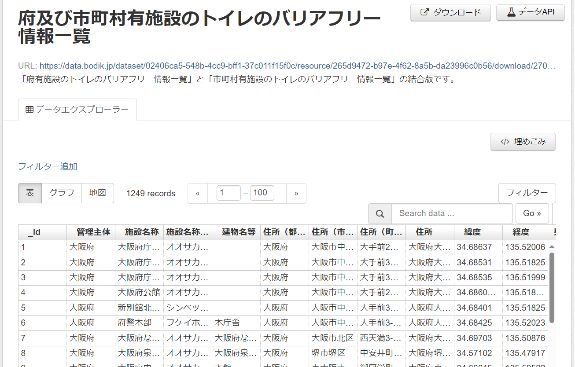 府及び市町村有施設のトイレのバリアフリー
情報一覧
ダウンロード
データAPI
URL: https://data.bodik.jp/dataset/02406ca5-548b-4cc9-bff1-37c011f15f0c/resource/265d9472-b97e-4f62-8a5b-da23996c0b56/download/270...
「府有施設のトイレのバリアフリー情報一覧」と「市町村有施設のトイレのバリアフリー情報一覧」の結合版です。
データエクスプローラー
</> 埋めこみ
フィルター追加
表 グラフ 地図 1249 records « 1 – 100 » フィルター
Search data ... Go »
_id 管理主体 施設名称 施設名称... 建物名等 住所（都... 住所（市... 住所（町... 住所 緯度 経度
1 大阪府 大阪府庁... オオサカ... 大阪府 大阪市中... 大手前2... 大阪府大... 34.68637 135.52006
2 大阪府 大阪府庁... オオサカ... 大阪府 大阪市中... 大手前3... 大阪府大... 34.68531 135.51825
3 大阪府 大阪府庁... オオサカ... 大阪府 大阪市中... 大手前3... 大阪府大... 34.68535 135.51999
4 大阪府 大阪府公館 オオサカ... 大阪府 大阪市中... 大手前2... 大阪府大... 34.6860... 135.518...
5 大阪府 新別館北... シンベッ... 大阪府 大阪市中... 大手前3... 大阪府大... 34.68401 135.51825
6 大阪府 府警本部 フケイホ... 本庁舎 大阪府 大阪市中... 大手前3-... 大阪府大... 34.68425 135.52023
7 大阪府 大阪府な... オオサカ... 大阪府な... 大阪府 大阪市北区 西天満3-... 大阪府大... 34.69703 135.50876
8 大阪府 大阪府泉... オオサカ... 大阪府泉... 大阪府 堺市堺区 中安井町... 大阪府堺... 34.57102 135.47917